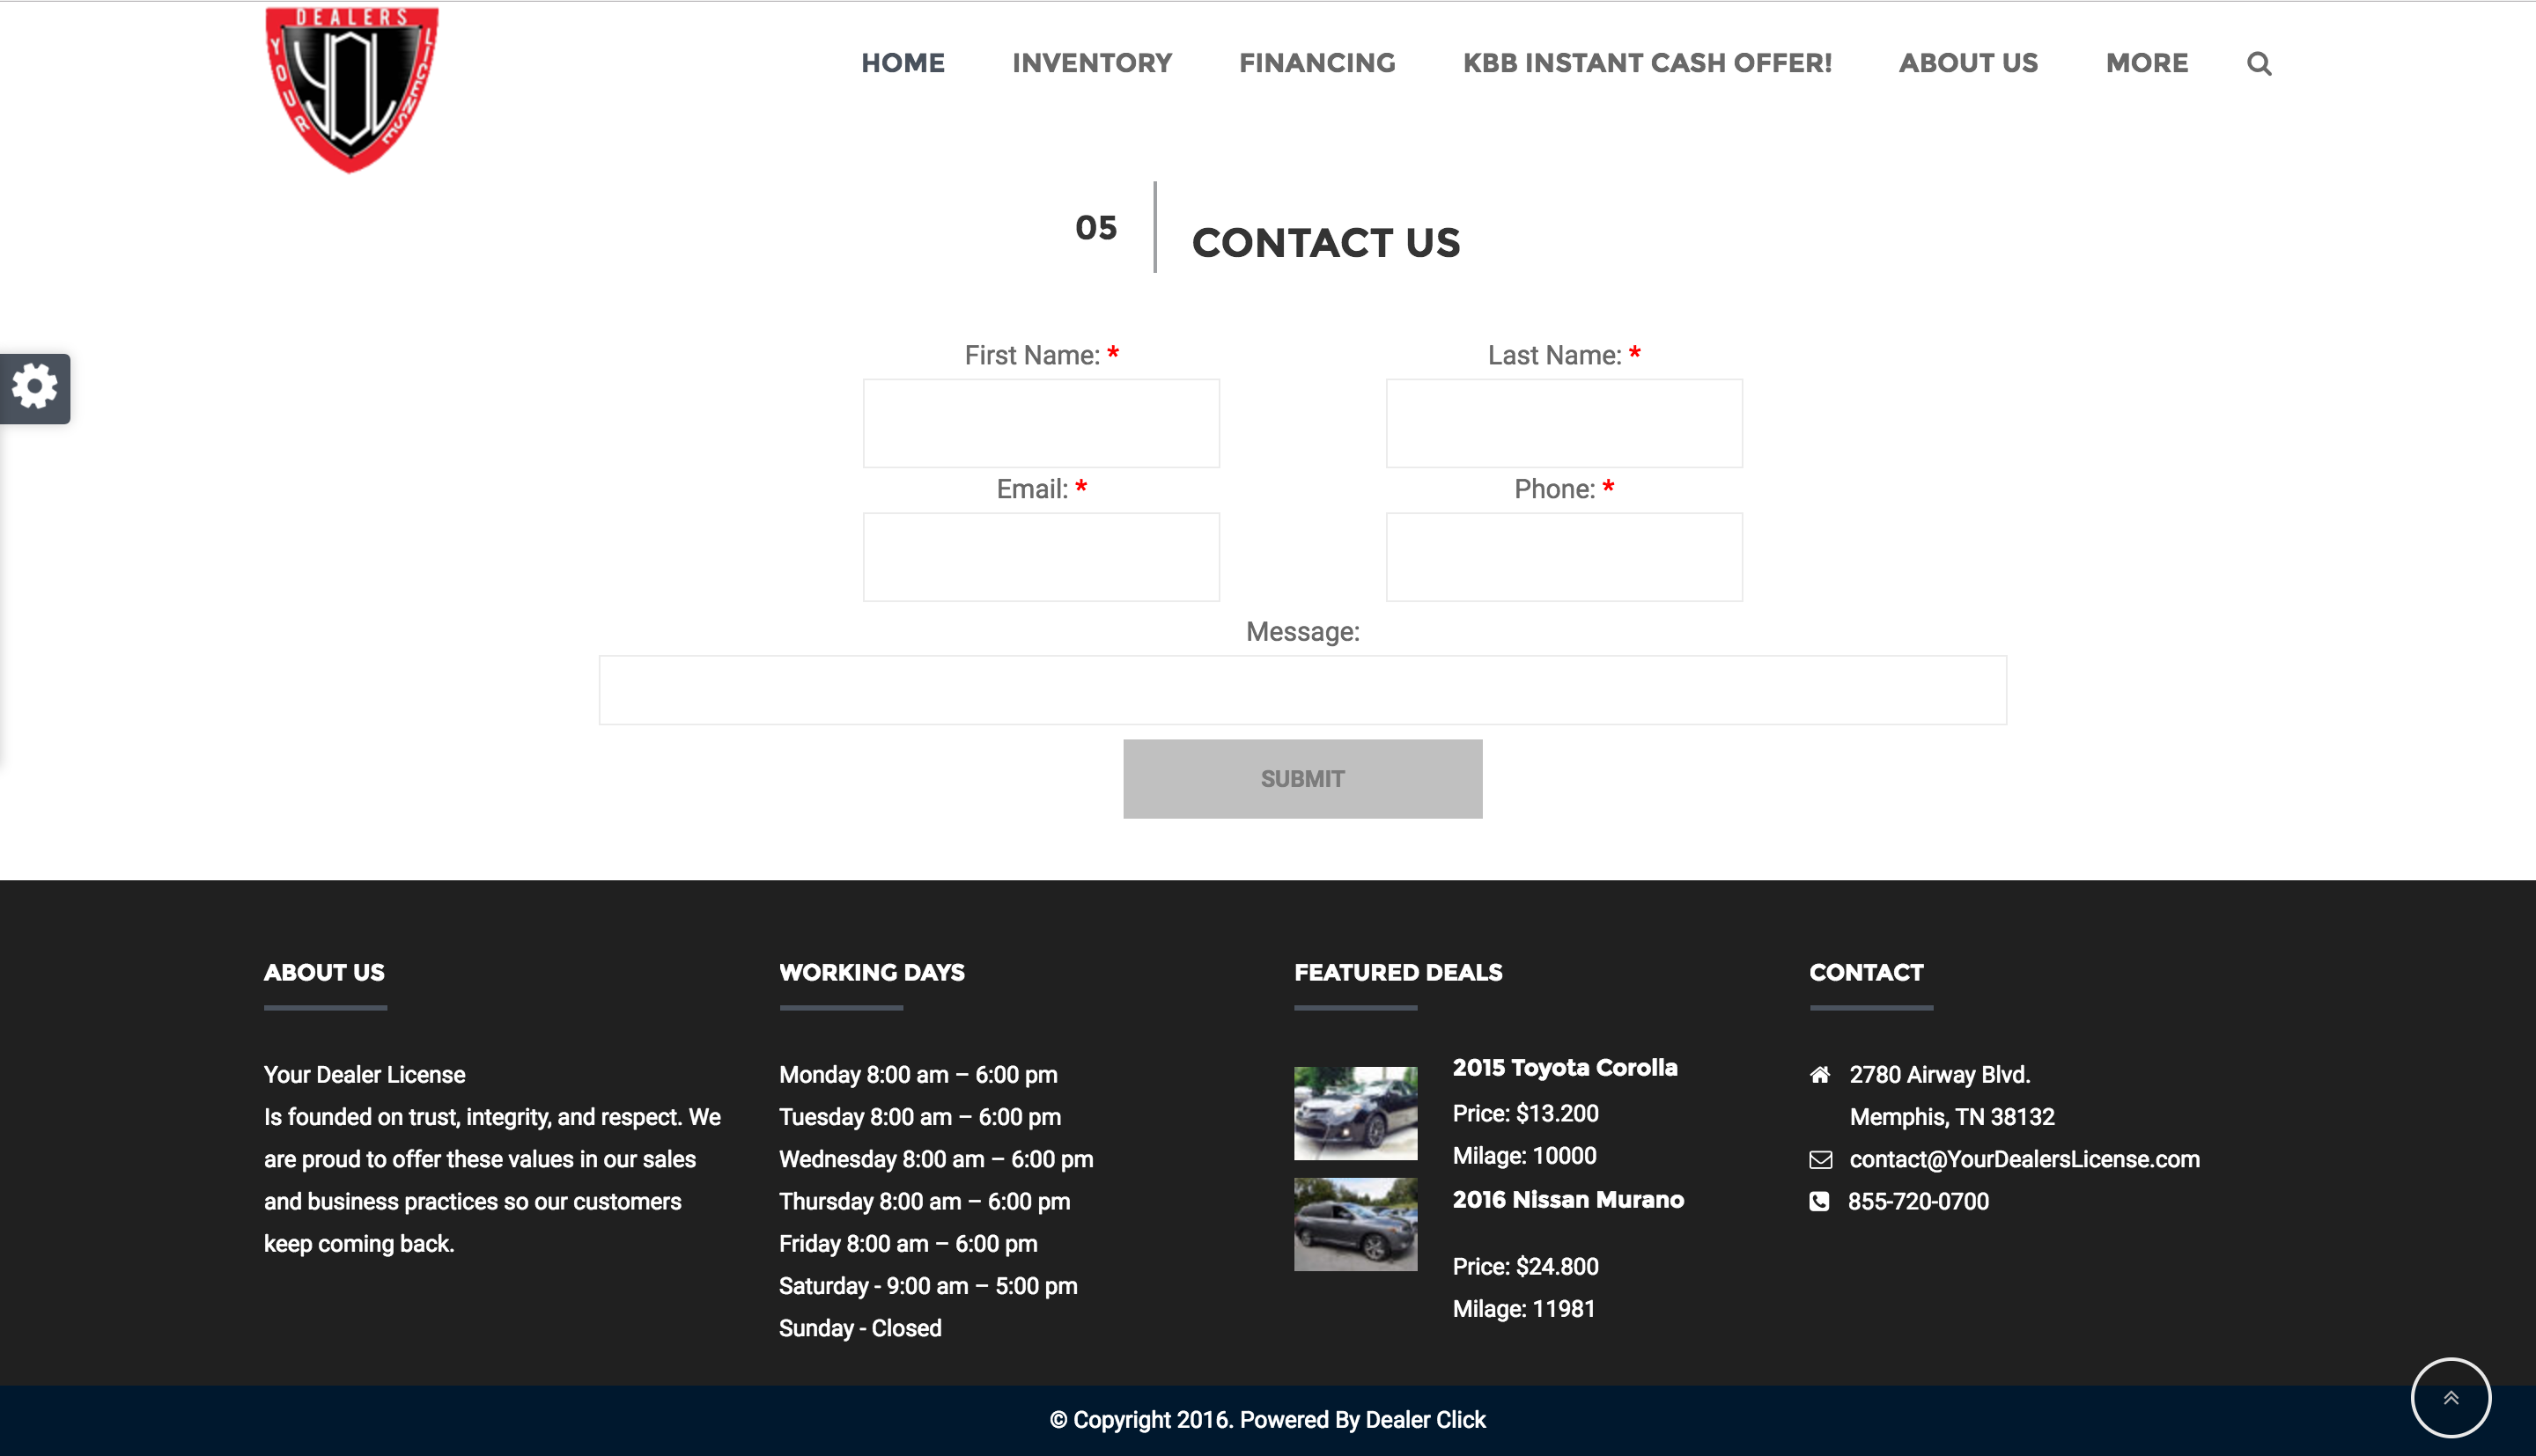 YOUR DEALERS LICENSE
YDL
HOME INVENTORY FINANCING KBB INSTANT CASH OFFER! ABOUT US MORE
05 CONTACT US
First Name: * Last Name: *
Email: * Phone: *
Message:
SUBMIT
ABOUT US
Your Dealer License
Is founded on trust, integrity, and respect. We
are proud to offer these values in our sales
and business practices so our customers
keep coming back.
WORKING DAYS
Monday 8:00 am – 6:00 pm
Tuesday 8:00 am – 6:00 pm
Wednesday 8:00 am – 6:00 pm
Thursday 8:00 am – 6:00 pm
Friday 8:00 am – 6:00 pm
Saturday - 9:00 am – 5:00 pm
Sunday - Closed
FEATURED DEALS
2015 Toyota Corolla
Price: $13.200
Milage: 10000
2016 Nissan Murano
Price: $24.800
Milage: 11981
CONTACT
2780 Airway Blvd.
Memphis, TN 38132
contact@YourDealersLicense.com
855-720-0700
© Copyright 2016. Powered By Dealer Click